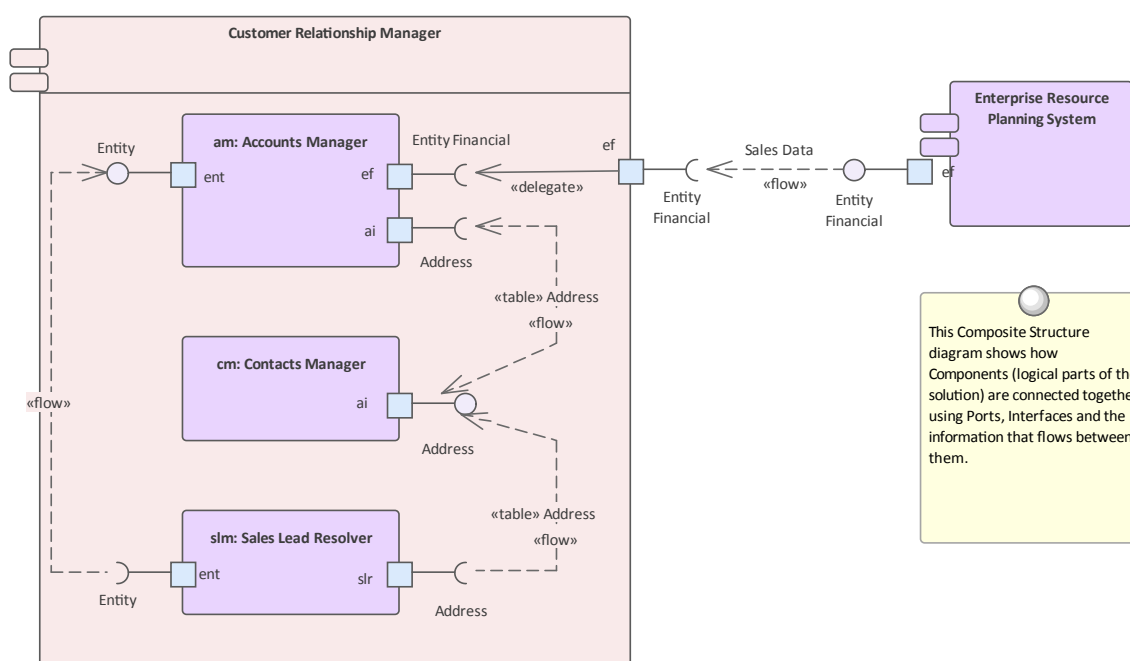 Customer Relationship Manager
Enterprise Resource
Planning System
am: Accounts Manager
Entity Financial
Entity
ef
Sales Data
ent
ef
«delegate»
«flow»
ef
Entity
Financial
Entity
Financial
ai
Address
«table» Address
«flow»
cm: Contacts Manager
ai
«flow»
Address
This Composite Structure
diagram shows how
Components (logical parts of th
solution) are connected togethe
using Ports, Interfaces and the
information that flows between
them.
«table» Address
«flow»
slm: Sales Lead Resolver
ent
slr
Entity
Address